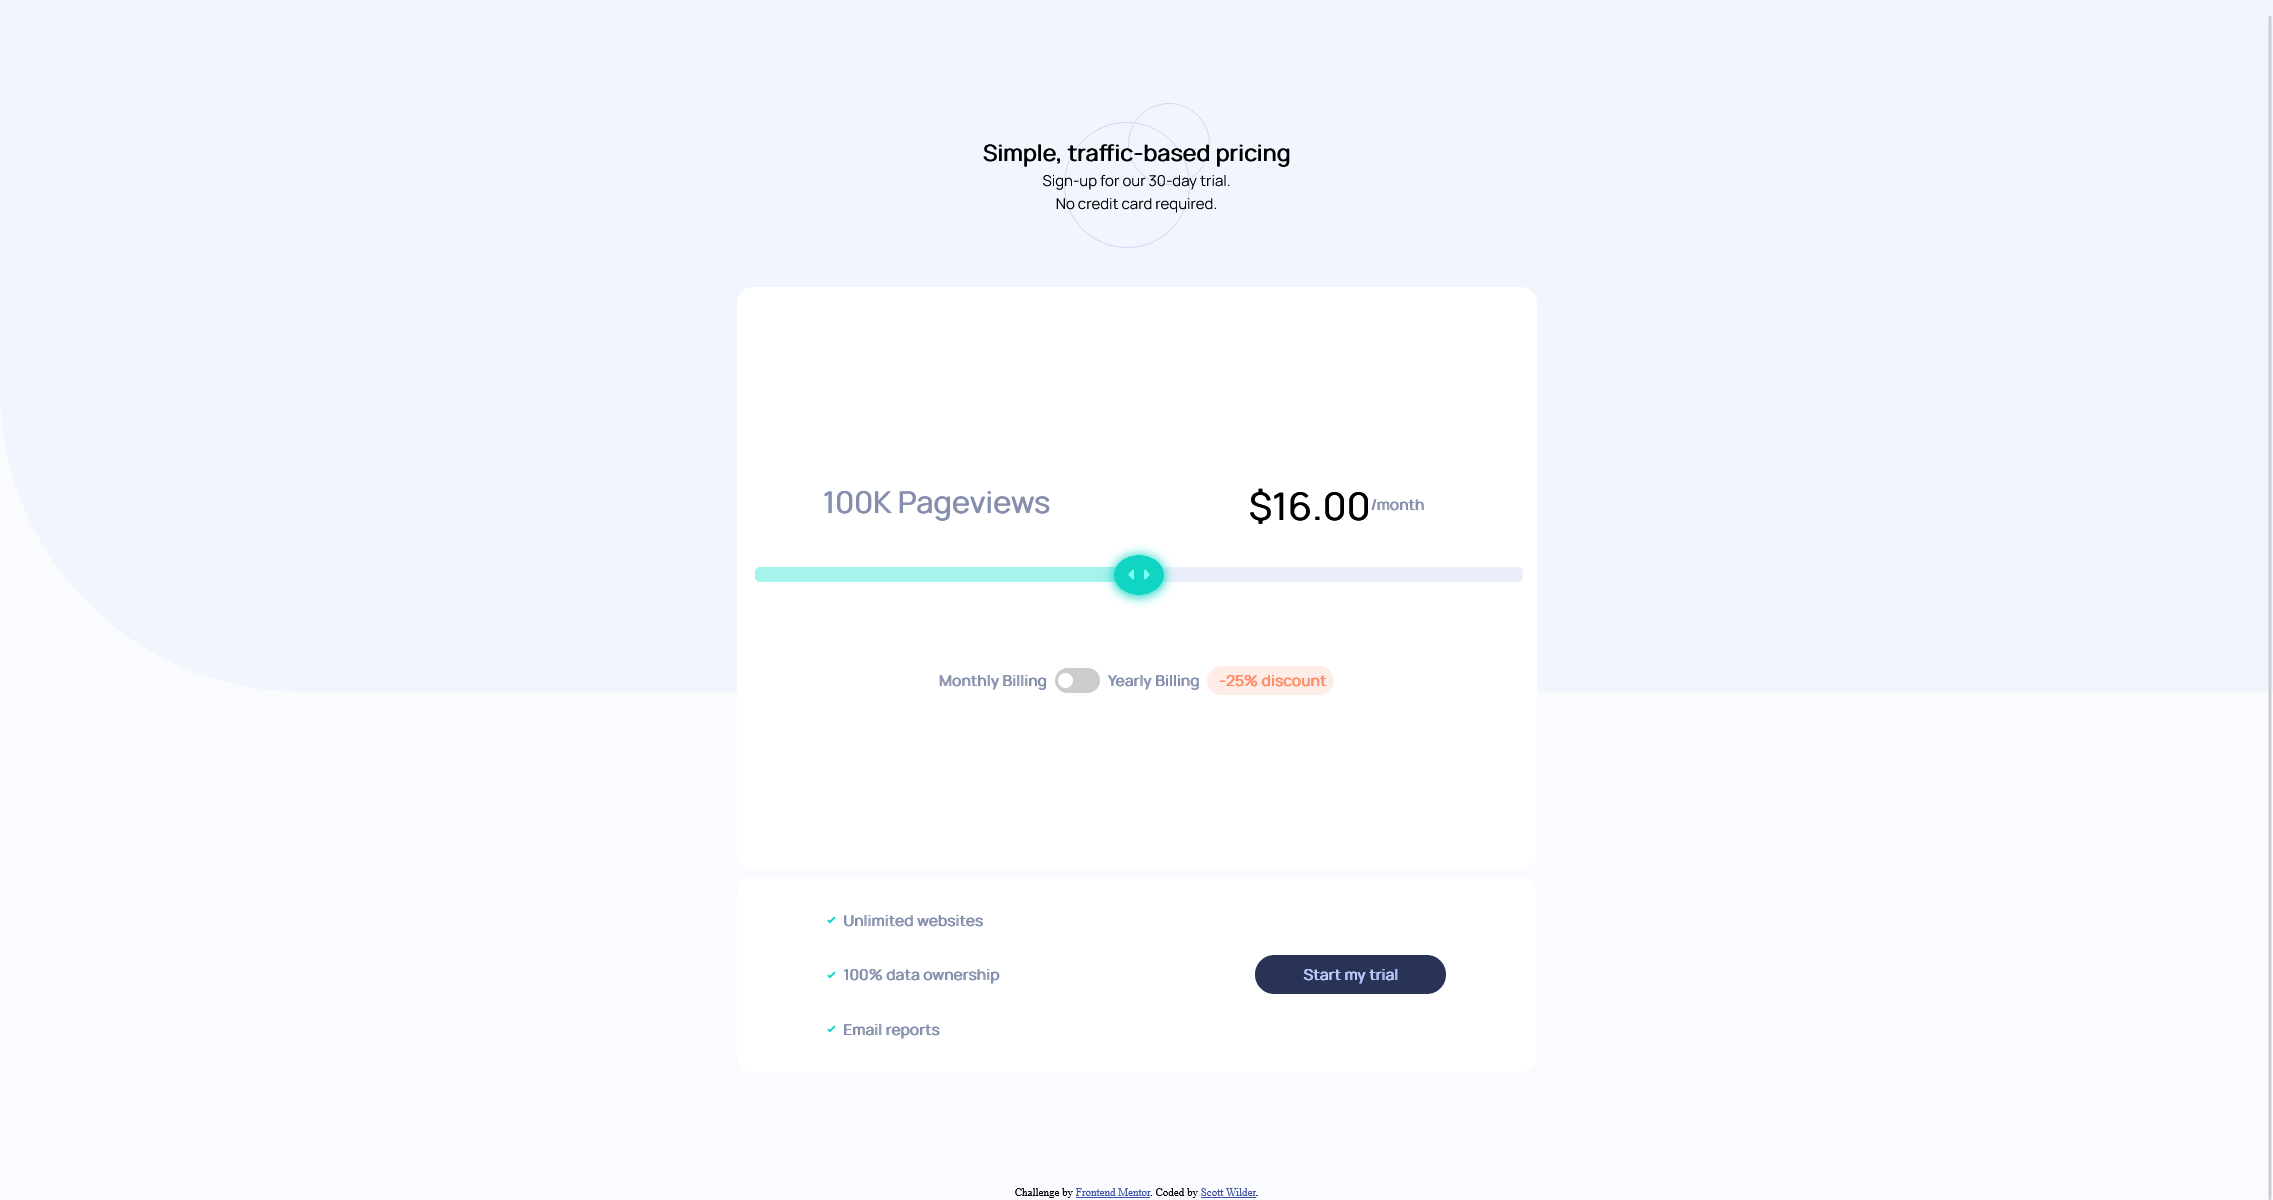 Simple, traffic-based pricing
Sign-up for our 30-day trial.
No credit card required.
100K Pageviews
$16.00/month
Monthly Billing Yearly Billing -25% discount
Unlimited websites
100% data ownership
Start my trial
Email reports
Challenge by Frontend Mentor. Coded by Scott Wilder.